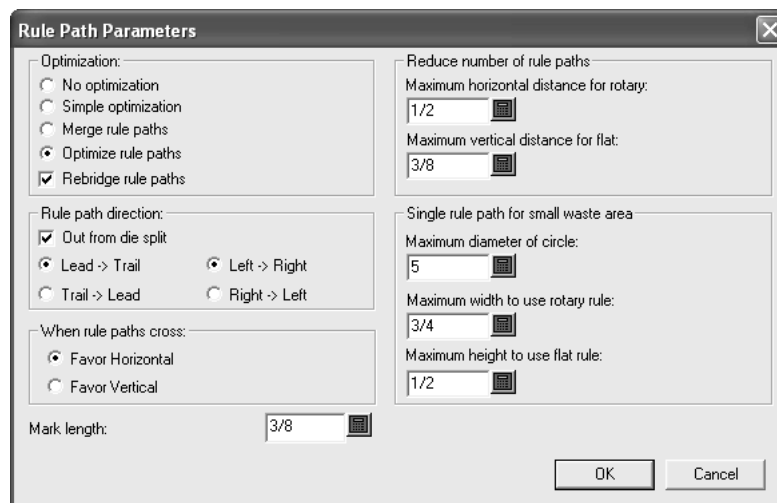 Rule Path Parameters
Optimization:
No optimization
Simple optimization
Merge rule paths
Optimize rule paths
Rebridge rule paths
Rule path direction:
Out from die split
Lead -> Trail
Left -> Right
Trail -> Lead
Right -> Left
When rule paths cross:
Favor Horizontal
Favor Vertical
Mark length:
3/8
Reduce number of rule paths
Maximum horizontal distance for rotary:
1/2
Maximum vertical distance for flat:
3/8
Single rule path for small waste area
Maximum diameter of circle:
5
Maximum width to use rotary rule:
3/4
Maximum height to use flat rule:
1/2
OK
Cancel